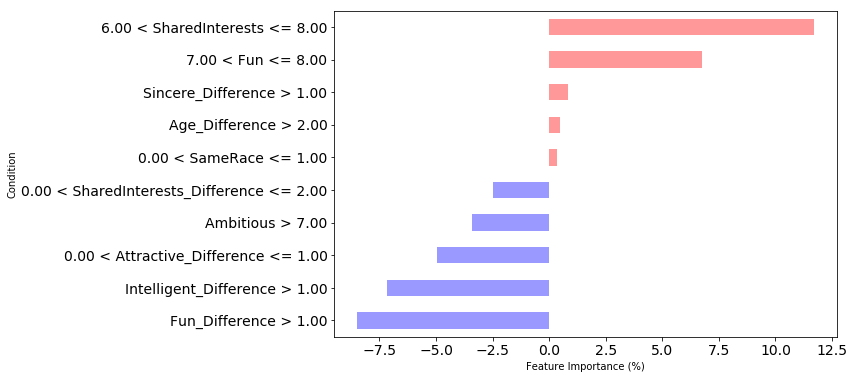 6.00 < SharedInterests <= 8.00
7.00 < Fun <= 8.00
Sincere_Difference > 1.00
Age_Difference > 2.00
0.00 < SameRace <= 1.00
0.00 < SharedInterests_Difference <= 2.00
Ambitious > 7.00
0.00 < Attractive_Difference <= 1.00
Intelligent_Difference > 1.00
Fun_Difference > 1.00
Condition
−7.5 −5.0 −2.5 0.0 2.5 5.0 7.5 10.0 12.5
Feature Importance (%)